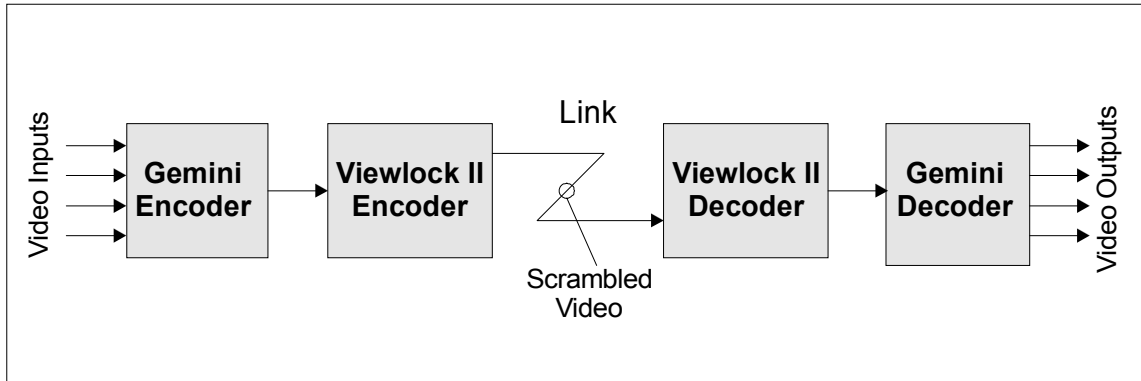 Video Inputs
Gemini
Encoder
Viewlock II
Encoder
Link
Scrambled
Video
Viewlock II
Decoder
Gemini
Decoder
Video Outputs